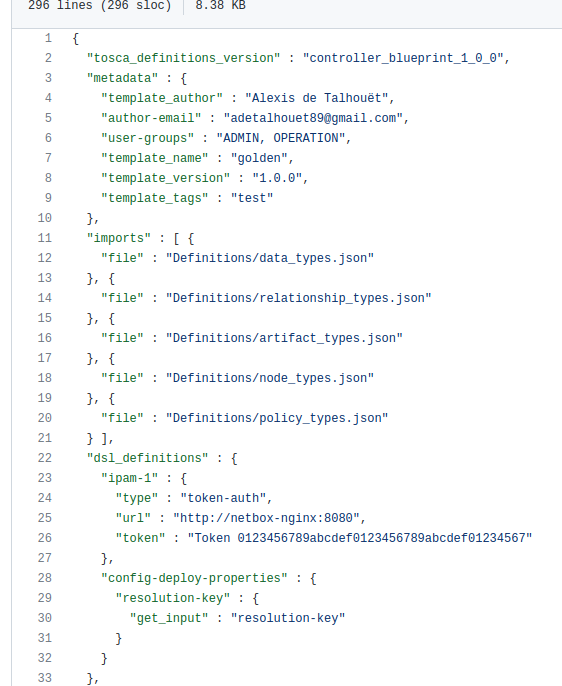 296 lines (296 sloc) 8.38 KB
1 {
2 "tosca_definitions_version" : "controller_blueprint_1_0_0",
3 "metadata" : {
4 "template_author" : "Alexis de Talhouët",
5 "author-email" : "adetalhouet89@gmail.com",
6 "user-groups" : "ADMIN, OPERATION",
7 "template_name" : "golden",
8 "template_version" : "1.0.0",
9 "template_tags" : "test"
10 },
11 "imports" : [ {
12 "file" : "Definitions/data_types.json"
13 }, {
14 "file" : "Definitions/relationship_types.json"
15 }, {
16 "file" : "Definitions/artifact_types.json"
17 }, {
18 "file" : "Definitions/node_types.json"
19 }, {
20 "file" : "Definitions/policy_types.json"
21 } ],
22 "dsl_definitions" : {
23 "ipam-1" : {
24 "type" : "token-auth",
25 "url" : "http://netbox-nginx:8080",
26 "token" : "Token 0123456789abcdef0123456789abcdef01234567"
27 },
28 "config-deploy-properties" : {
29 "resolution-key" : {
30 "get_input" : "resolution-key"
31 }
32 }
33 },